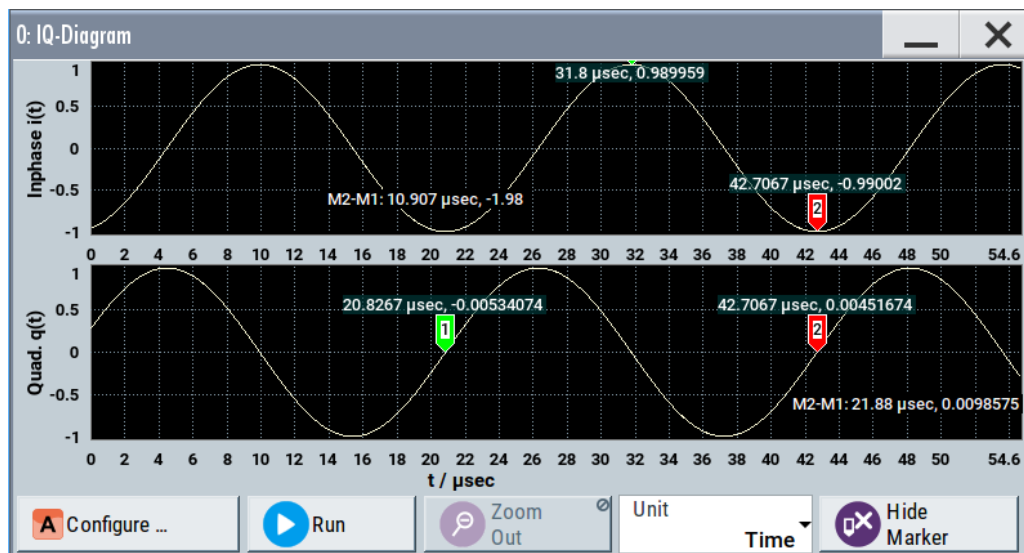 0: IQ-Diagram
Inphase i(t)
1
0.5
0
-0.5
-1
31.8 µsec, 0.989959
42.7067 µsec, -0.99002
2
M2-M1: 10.907 µsec, -1.98
0 2 4 6 8 10 12 14 16 18 20 22 24 26 28 30 32 34 36 38 40 42 44 46 48 50 54.6
Quad. q(t)
1
0.5
0
-0.5
-1
20.8267 µsec, -0.00534074
1
42.7067 µsec, 0.00451674
2
M2-M1: 21.88 µsec, 0.0098575
0 2 4 6 8 10 12 14 16 18 20 22 24 26 28 30 32 34 36 38 40 42 44 46 48 50 54.6
t / µsec
A Configure ...
Run
Zoom
Out
Unit
Time
Hide
Marker